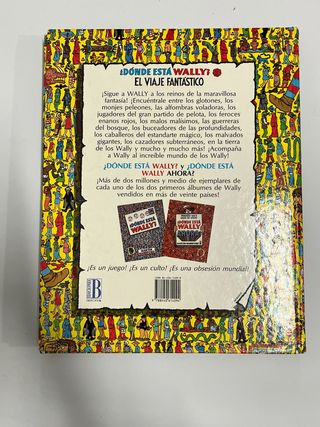 ¿DÓNDE ESTÁ WALLY?
EL VIAJE FANTÁSTICO
¡Sigue a WALLY a los reinos de la maravillosa
fantasía! ¡Encuéntrale entre los glotones, los
monjes peleones, las alfombras voladoras, los
jugadores del gran partido de pelota, los feroces
enanos rojos, los malos malísimos, las guerreras
del bosque, los buceadores de las profundidades,
los caballeros del estandarte mágico, los malvados
gigantes, los cazadores subterráneos, en la tierra
de los Wally y mucho y mucho más! ¡Acompaña
a Wally al increíble mundo de los Wally!
¿DÓNDE ESTÁ WALLY? y ¿DÓNDE ESTÁ
WALLY AHORA?
¡Más de dos millones y medio de ejemplares de
cada uno de los dos primeros álbumes de Wally
vendidos en más de veinte países!
¡Es un juego! ¡Es un culto! ¡Es una obsesión mundial!
B